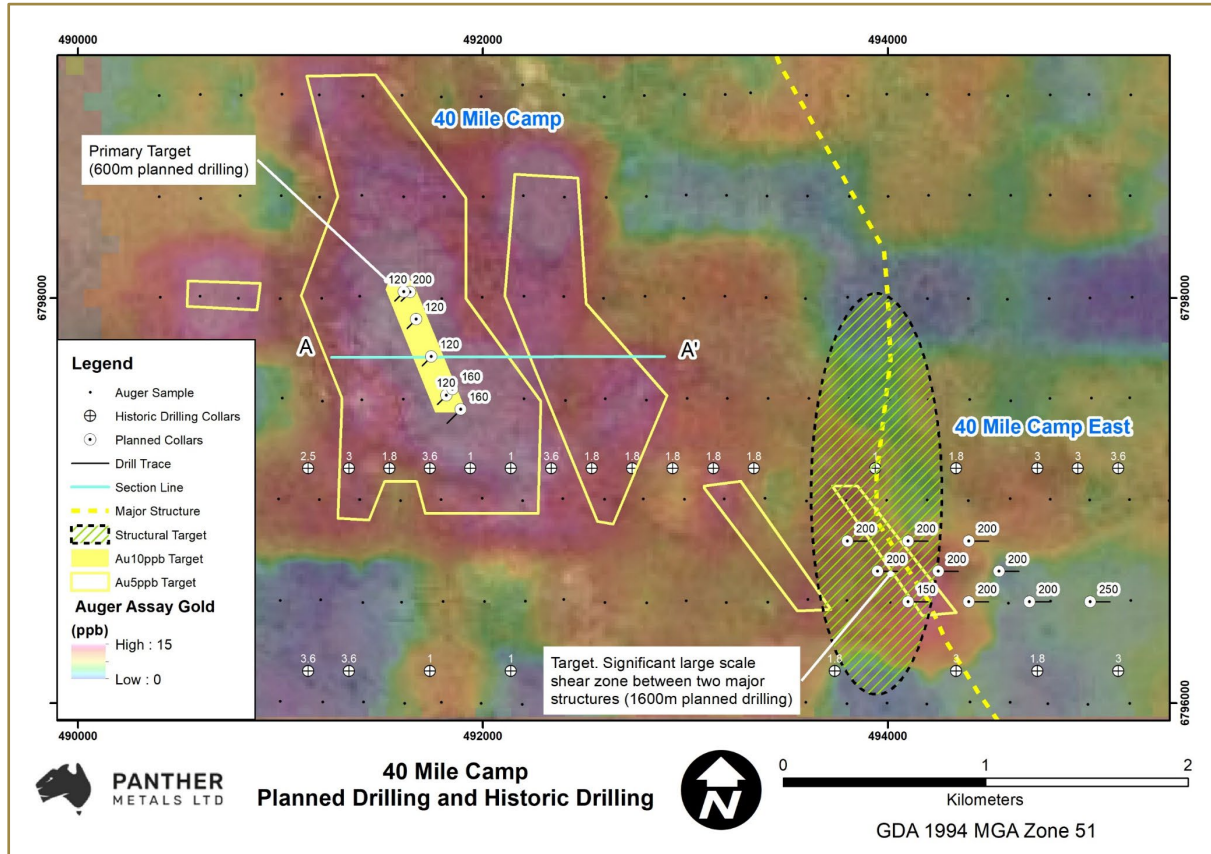 490000 492000 494000
40 Mile Camp
Primary Target
(600m planned drilling)
6798000
6798000
120 200
120
A
A'
120
120 160
160
40 Mile Camp East
2.5 3 1.8 3.6 1 1 3.6 1.8 1.8 1.8 1.8 1.8 1.8 3 3 3.6
200 200 200
200 200 200
150 200 200 250
3.6 3.6 1 1 1.8 3 1.8 3
Target. Significant large scale
shear zone between two major
structures (1600m planned drilling)
6796000
Legend
Auger Sample
Historic Drilling Collars
Planned Collars
Drill Trace
Section Line
Major Structure
Structural Target
Au10ppb Target
Au5ppb Target
Auger Assay Gold
(ppb)
High : 15
Low : 0
490000 492000 494000
PANTHER
METALS LTD
40 Mile Camp
Planned Drilling and Historic Drilling
N
0 1 2
Kilometers
GDA 1994 MGA Zone 51